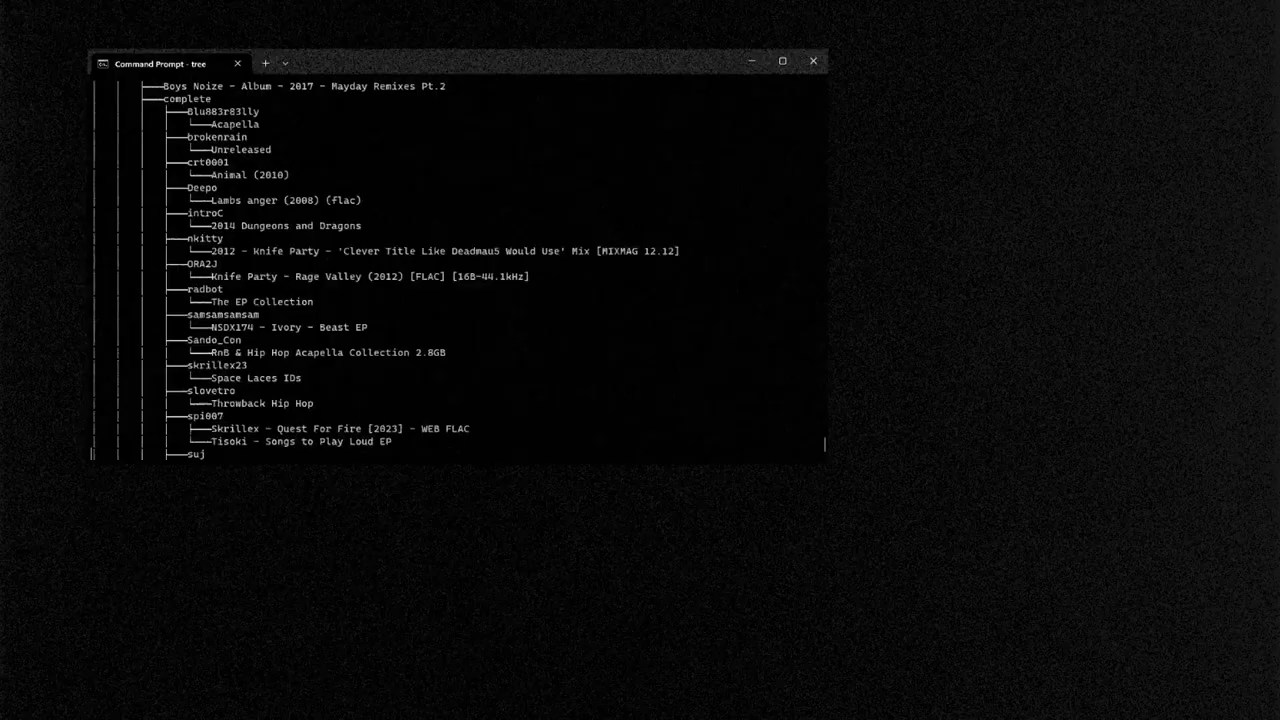 Command Prompt - tree
Boys Noize - Album - 2017 - Mayday Remixes Pt.2
complete
Blu883r83lly
Acapella
brokenrain
Unreleased
crt0001
Animal (2010)
Deepo
Lambs anger (2008) (flac)
introC
2014 Dungeons and Dragons
nkitty
2012 - Knife Party - 'Clever Title Like Deadmau5 Would Use' Mix [MIXMAG 12.12]
ORA2J
Knife Party - Rage Valley (2012) [FLAC] [16B-44.1kHz]
radbot
The EP Collection
samsamsamsam
NSDX174 - Ivory - Beast EP
Sando_Con
RnB & Hip Hop Acapella Collection 2.8GB
skrillex23
Space Laces IDs
slovetro
Throwback Hip Hop
spi007
Skrillex - Quest For Fire [2023] - WEB FLAC
Tisoki - Songs to Play Loud EP
suj